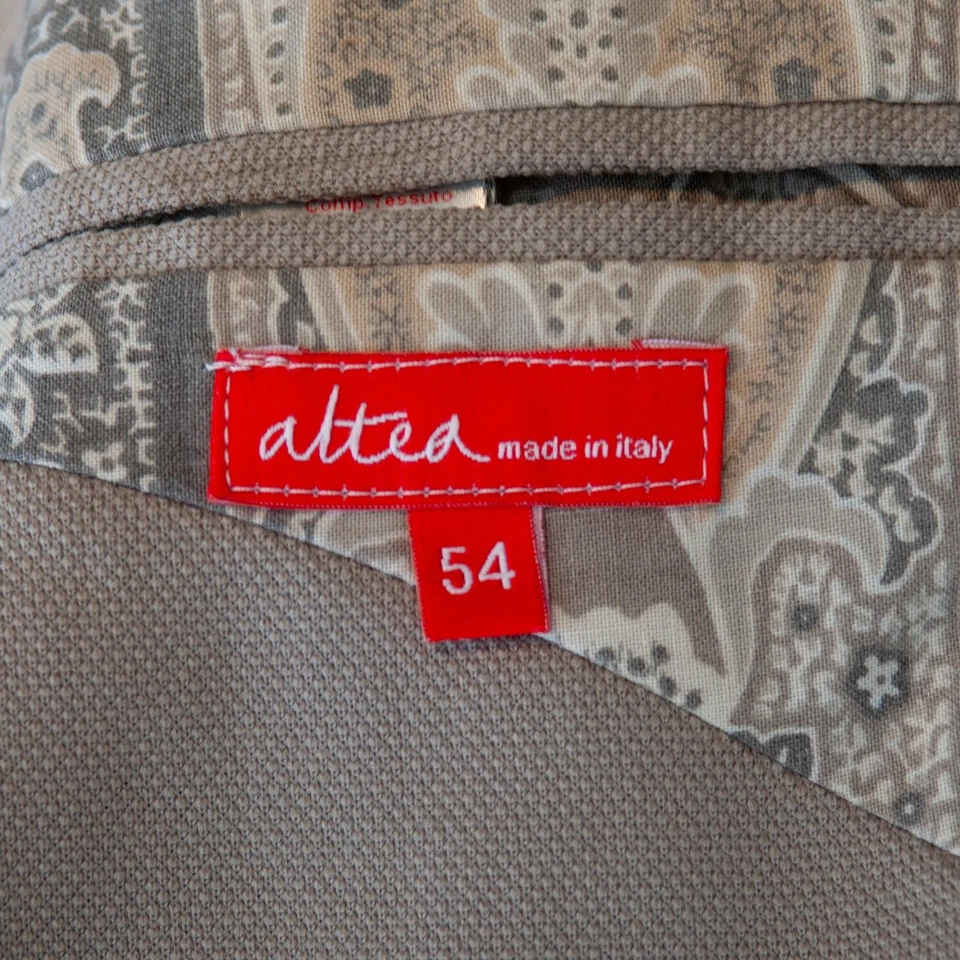 Comp. Tessuto
altea made in italy
54